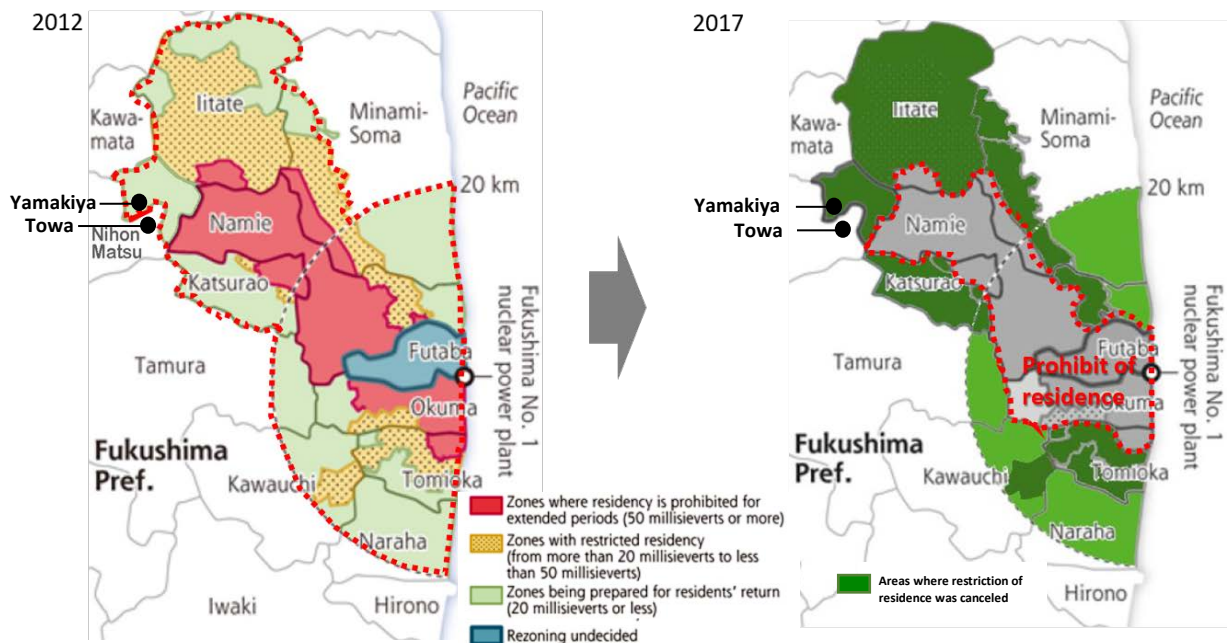 2012
Iitate
Kawa-
mata
Minami-
Soma
Pacific
Ocean
20 km
Yamakiya
Towa
Nihon
Matsu
Namie
Katsurao
Tamura
Futaba
Okuma
Fukushima No. 1
nuclear power plant
Fukushima
Pref.
Kawauchi
Tomioka
Naraha
Iwaki
Hirono
Zones where residency is prohibited for
extended periods (50 millisieverts or more)
Zones with restricted residency
(from more than 20 millisieverts to less
than 50 millisieverts)
Zones being prepared for residents' return
(20 millisieverts or less)
Rezoning undecided
2017
Iitate
Kawa-
mata
Minami-
Soma
Pacific
Ocean
20 km
Yamakiya
Towa
Namie
Katsurao
Tamura
Futaba
Prohibit of
residence
Okuma
Fukushima No. 1
nuclear power plant
Fukushima
Pref.
Kawauchi
Tomioka
Naraha
Areas where restriction of
residence was canceled
Iwaki
Hirono